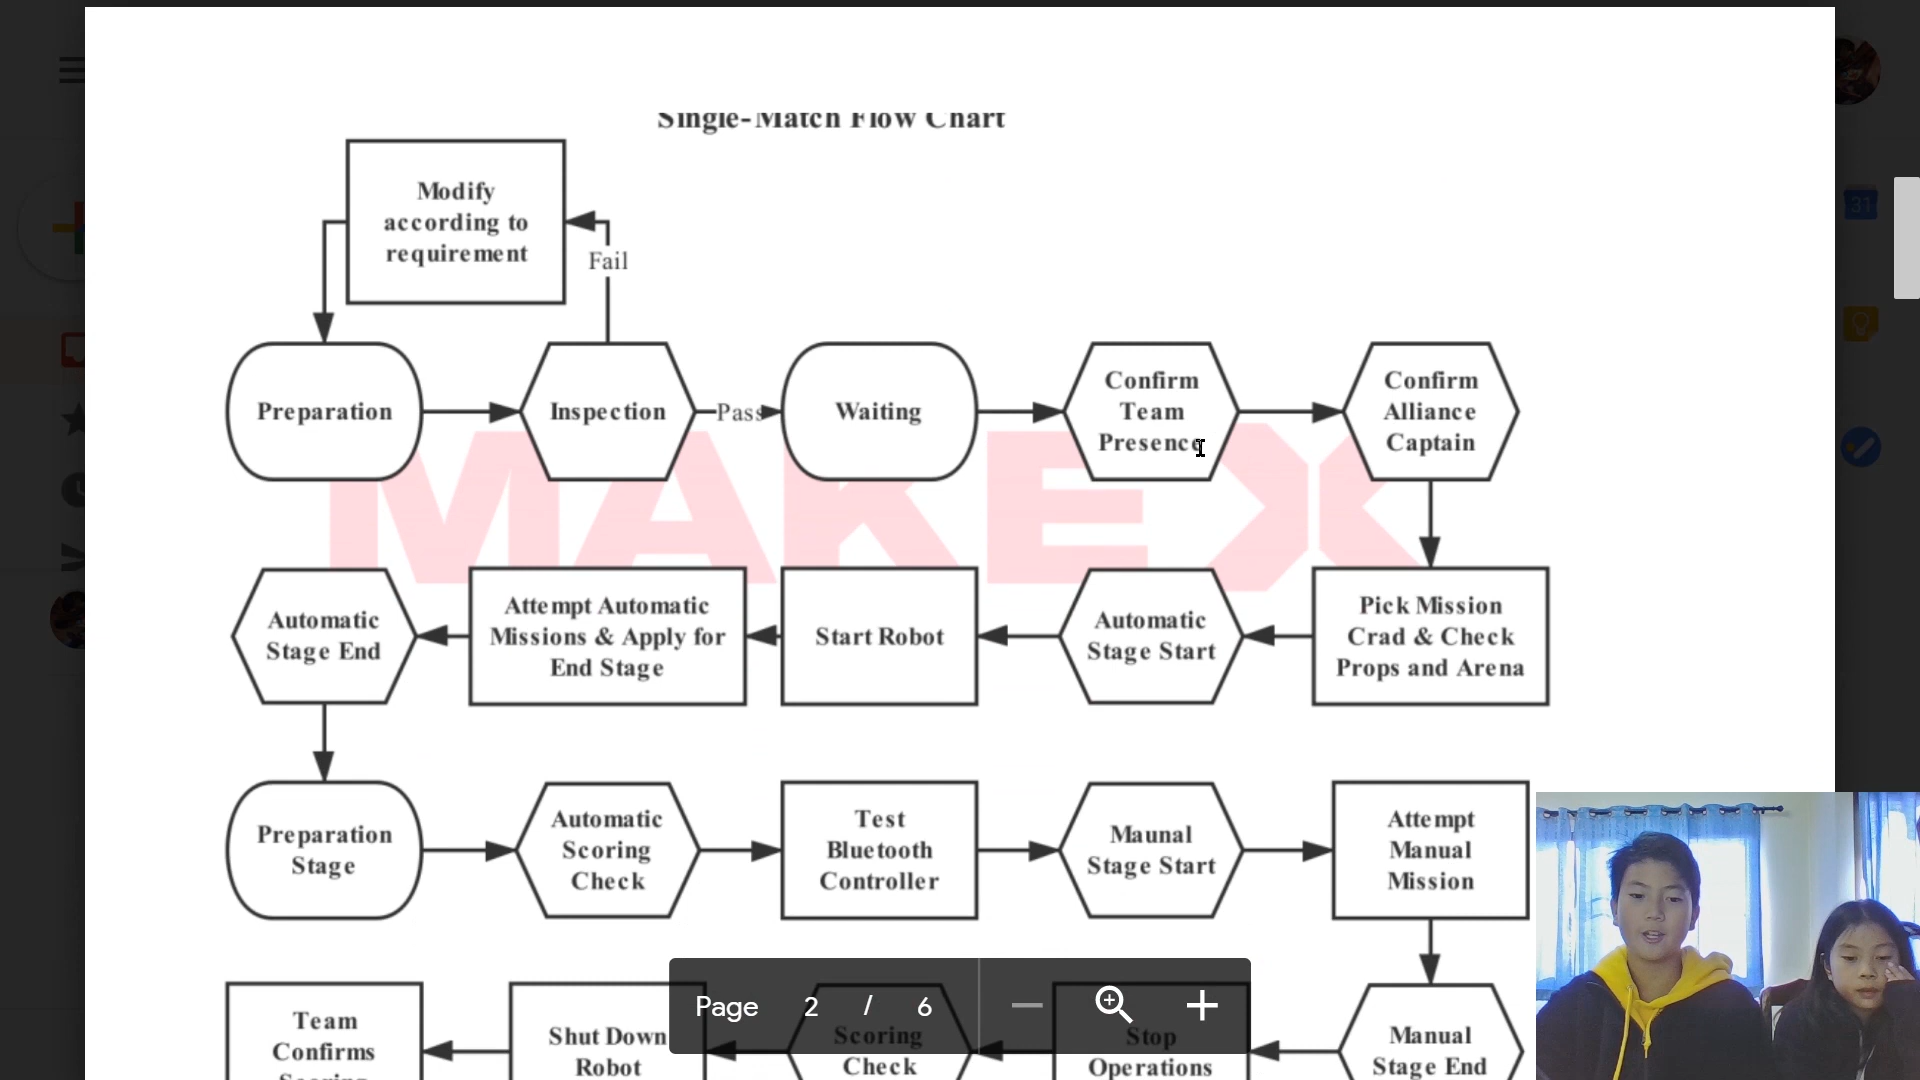 Single-Match Flow Chart
Modify
according to
requirement
Fail
Preparation
Inspection
Pass
Waiting
Confirm
Team
Presence
Confirm
Alliance
Captain
MAKEX
Automatic
Stage End
Attempt Automatic
Missions & Apply for
End Stage
Start Robot
Automatic
Stage Start
Pick Mission
Crad & Check
Props and Arena
Preparation
Stage
Automatic
Scoring
Check
Test
Bluetooth
Controller
Maunal
Stage Start
Attempt
Manual
Mission
Team
Confirms
Scoring
Shut Down
Robot
Scoring
Check
Stop
Operations
Manual
Stage End
Page 2 / 6
31